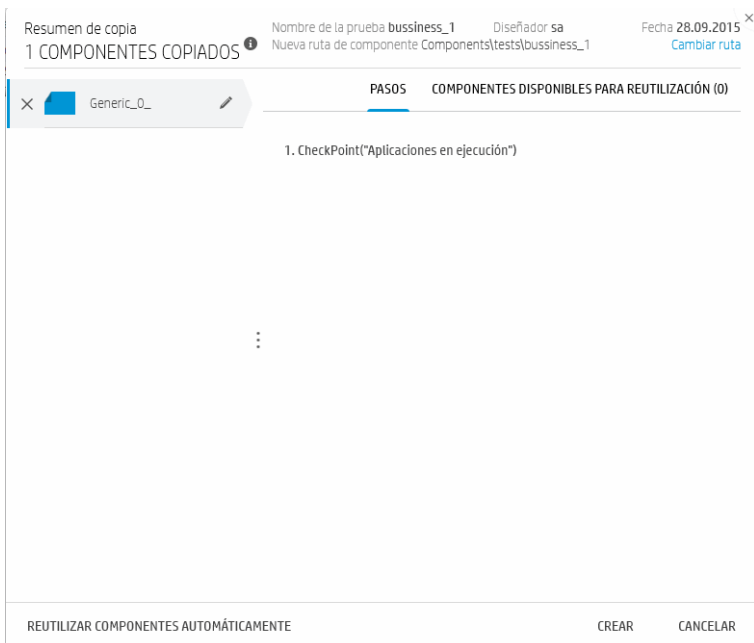 Resumen de copia
1 COMPONENTES COPIADOS
Nombre de la prueba bussiness_1 Diseñador sa Fecha 28.09.2015
Nueva ruta de componente Components\tests\bussiness_1 Cambiar ruta
Generic_0_
PASOS COMPONENTES DISPONIBLES PARA REUTILIZACIÓN (0)
1. CheckPoint("Aplicaciones en ejecución")
REUTILIZAR COMPONENTES AUTOMÁTICAMENTE CREAR CANCELAR